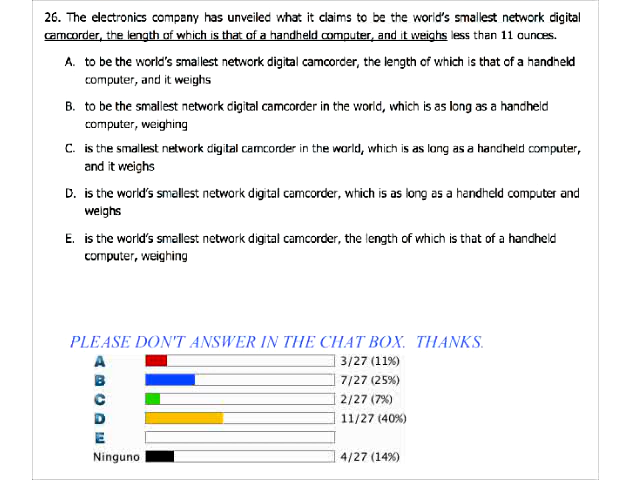 26. The electronics company has unveiled what it claims to be the world's smallest network digital
camcorder, the length of which is that of a handheld computer, and it weighs less than 11 ounces.
A. to be the world's smallest network digital camcorder, the length of which is that of a handheld
computer, and it weighs
B. to be the smallest network digital camcorder in the world, which is as long as a handheld
computer, weighing
C. is the smallest network digital camcorder in the world, which is as long as a handheld computer,
and it weighs
D. is the world's smallest network digital camcorder, which is as long as a handheld computer and
weighs
E. is the world's smallest network digital camcorder, the length of which is that of a handheld
computer, weighing
PLEASE DON'T ANSWER IN THE CHAT BOX. THANKS.
A 3/27 (11%)
B 7/27 (25%)
C 2/27 (7%)
D 11/27 (40%)
E
Ninguno 4/27 (14%)